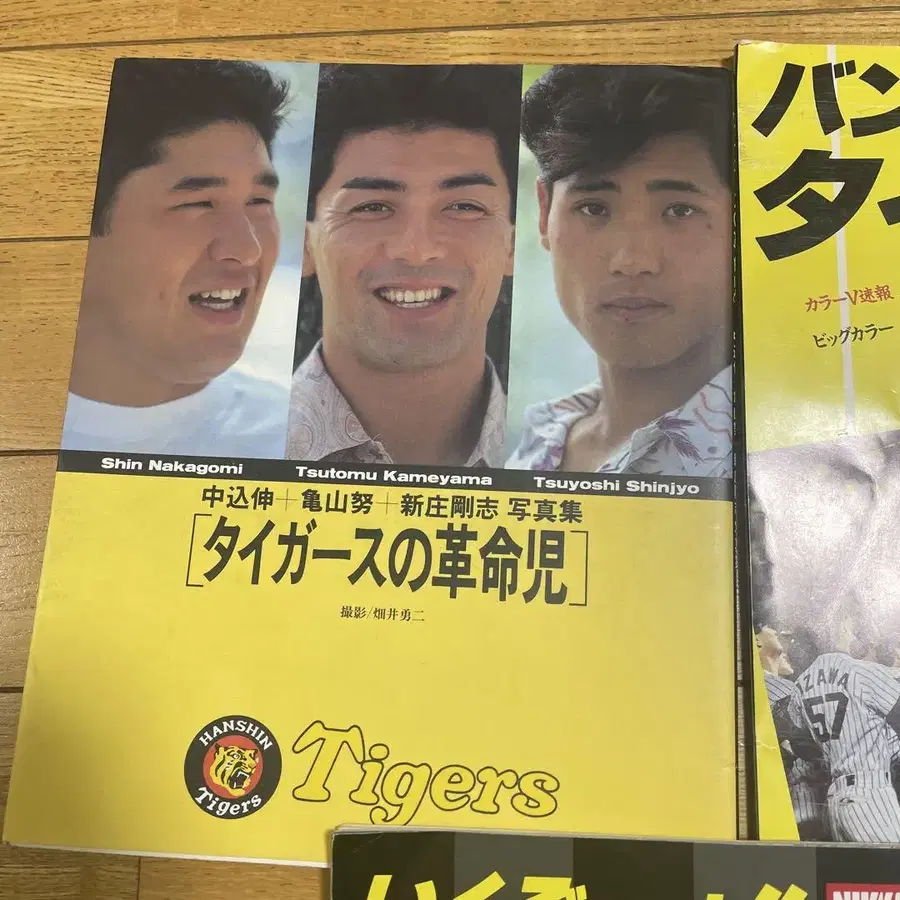 Shin Nakagomi
Tsutomu Kameyama
Tsuyoshi Shinjyo
中込伸+亀山努+新庄剛志 写真集
[タイガースの革命児]
撮影/畑井勇二
HANSHIN
Tigers
Tigers
バン
タ
カラーV速報
ビッグカラー
IZAWA
57